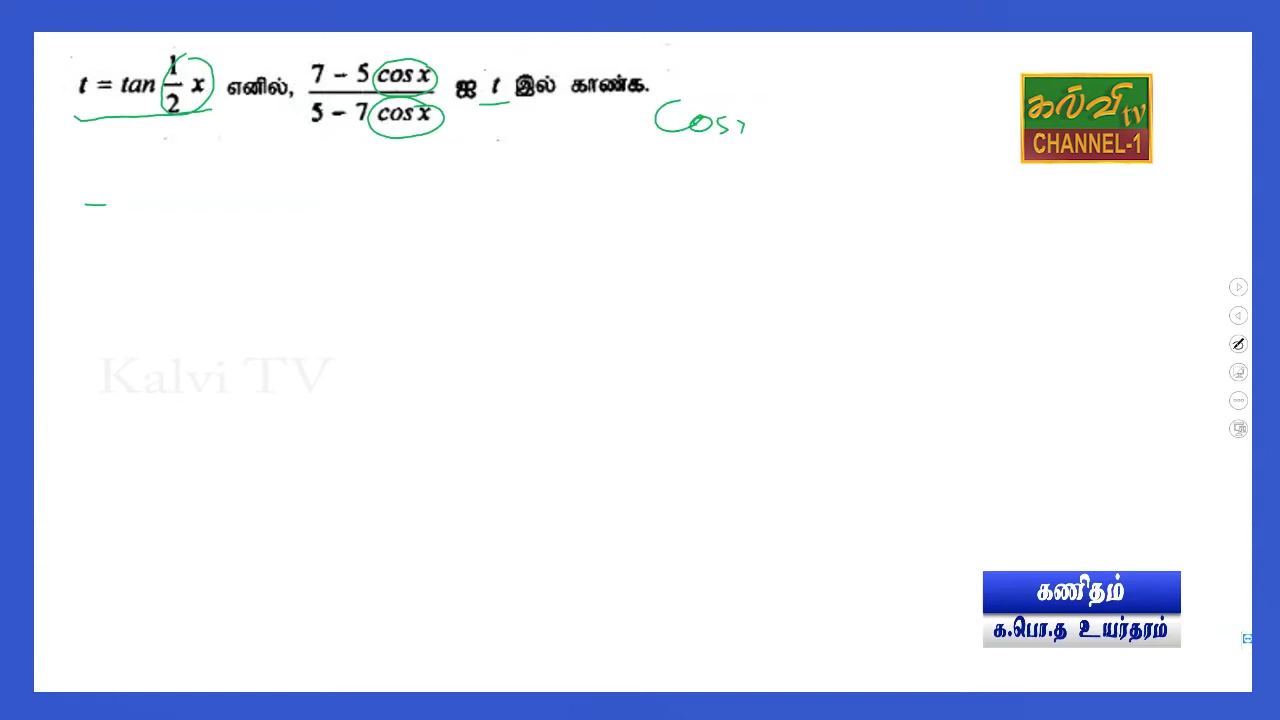 t = tan 1/2 x எனில், (7 - 5 cos x)/(5 - 7 cos x) ஐ t இல் காண்க.
Cos
கல்வி tv
CHANNEL-1
Kalvi TV
கணிதம்
க.பொ.த உயர்தரம்